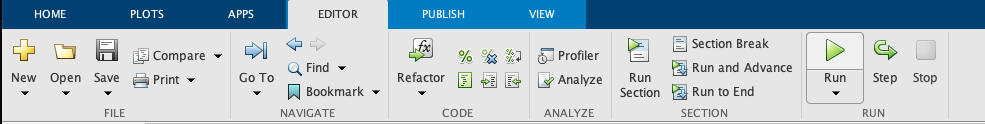 HOME PLOTS APPS EDITOR PUBLISH VIEW
New Open Save Compare Print
FILE
Go To Find Bookmark
NAVIGATE
Refactor
CODE
Profiler
Analyze
ANALYZE
Run Section
Section Break
Run and Advance
Run to End
SECTION
Run Step Stop
RUN